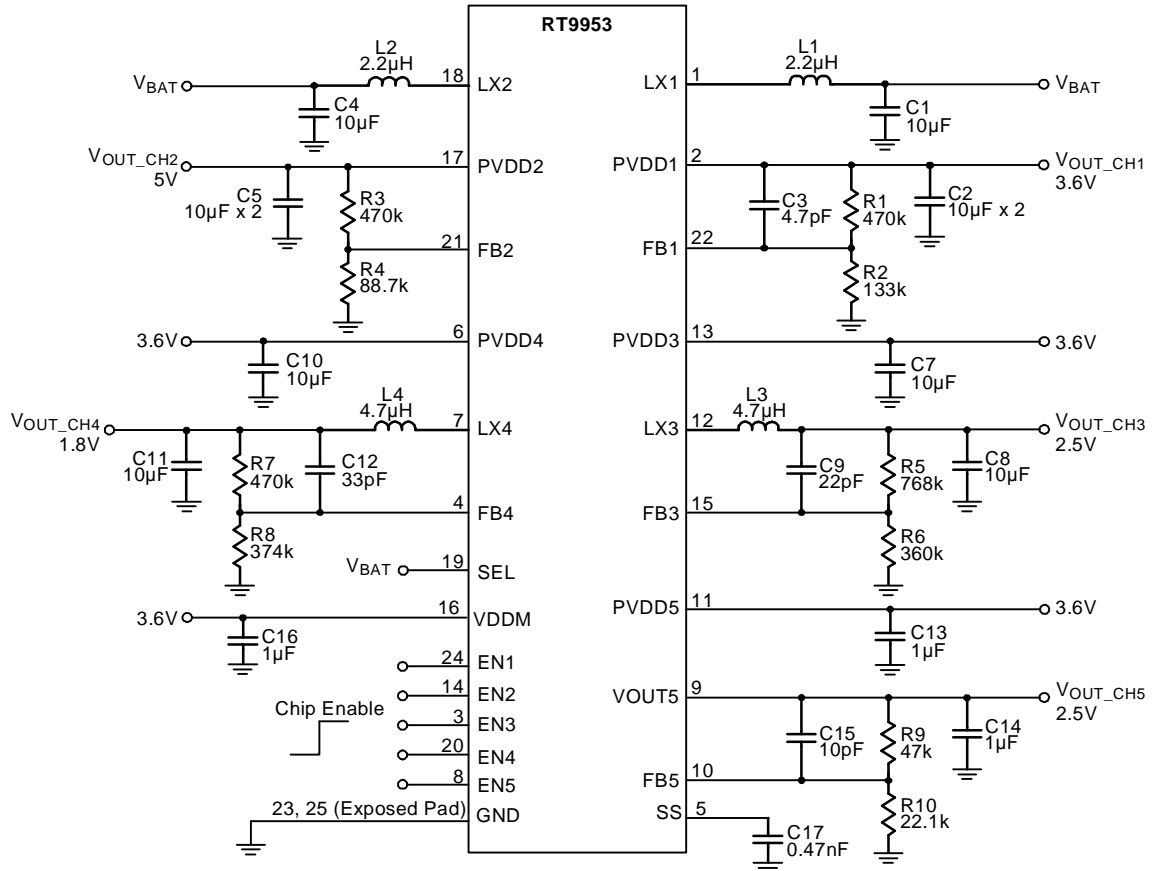 RT9953
L2
2.2µH
VBAT
18
LX2
C4
10µF
VOUT_CH2
5V
17
PVDD2
C5
10µF x 2
R3
470k
21
FB2
R4
88.7k
3.6V
6
PVDD4
C10
10µF
L4
4.7µH
VOUT_CH4
1.8V
7
LX4
C11
10µF
R7
470k
C12
33pF
4
FB4
R8
374k
VBAT
19
SEL
3.6V
16
VDDM
C16
1µF
24
EN1
14
EN2
Chip Enable
3
EN3
20
EN4
8
EN5
23, 25 (Exposed Pad)
GND
L1
2.2µH
LX1
1
VBAT
C1
10µF
PVDD1
2
VOUT_CH1
3.6V
C3
4.7pF
R1
470k
C2
10µF x 2
FB1
22
R2
133k
PVDD3
13
3.6V
C7
10µF
L3
4.7µH
LX3
12
VOUT_CH3
2.5V
C9
22pF
R5
768k
C8
10µF
FB3
15
R6
360k
PVDD5
11
3.6V
C13
1µF
VOUT5
9
VOUT_CH5
2.5V
C15
10pF
R9
47k
C14
1µF
FB5
10
R10
22.1k
SS
5
C17
0.47nF